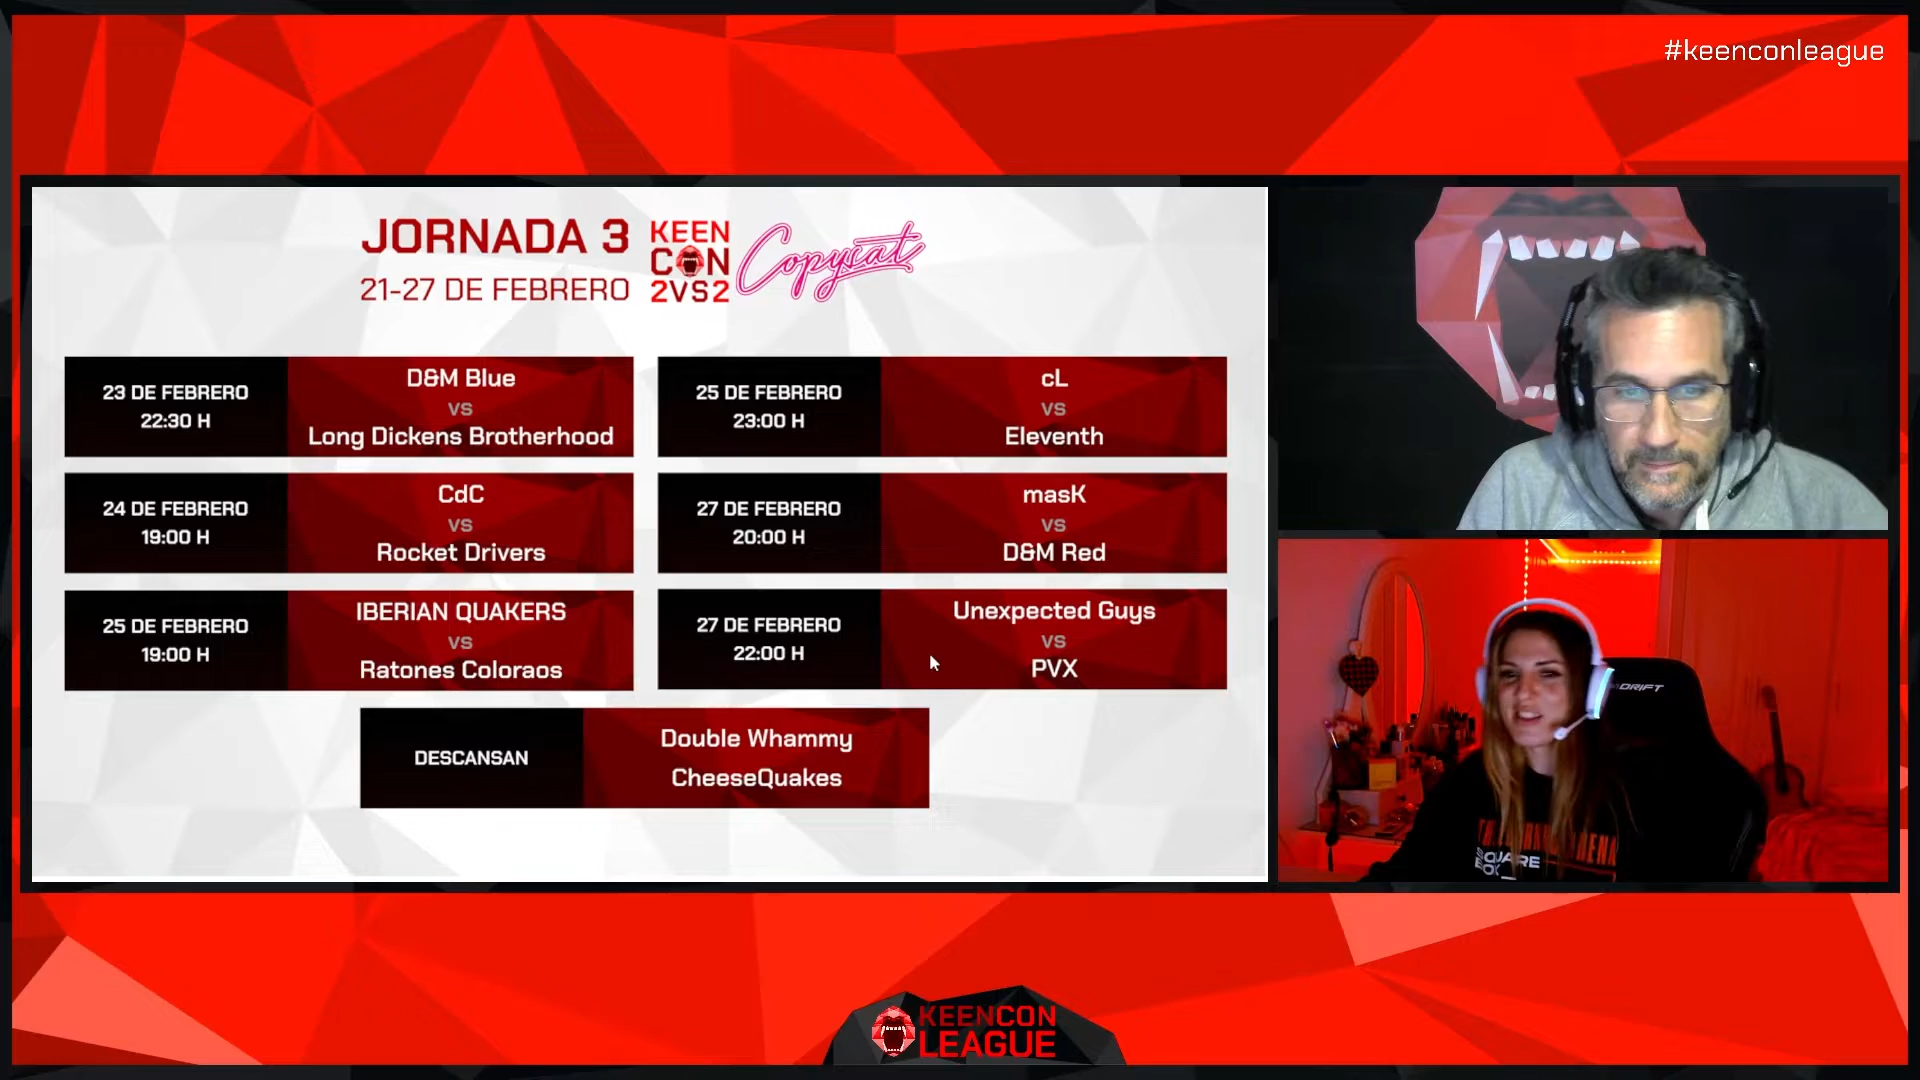 #keenconleague
JORNADA 3
21-27 DE FEBRERO
KEEN
CON
2VS2
Copycat
23 DE FEBRERO
22:30 H
D&M Blue
VS
Long Dickens Brotherhood
24 DE FEBRERO
19:00 H
CdC
VS
Rocket Drivers
25 DE FEBRERO
19:00 H
IBERIAN QUAKERS
VS
Ratones Coloraos
25 DE FEBRERO
23:00 H
cL
VS
Eleventh
27 DE FEBRERO
20:00 H
masK
VS
D&M Red
27 DE FEBRERO
22:00 H
Unexpected Guys
VS
PVX
DESCANSAN
Double Whammy
CheeseQuakes
DRIFT
KEENCON
LEAGUE